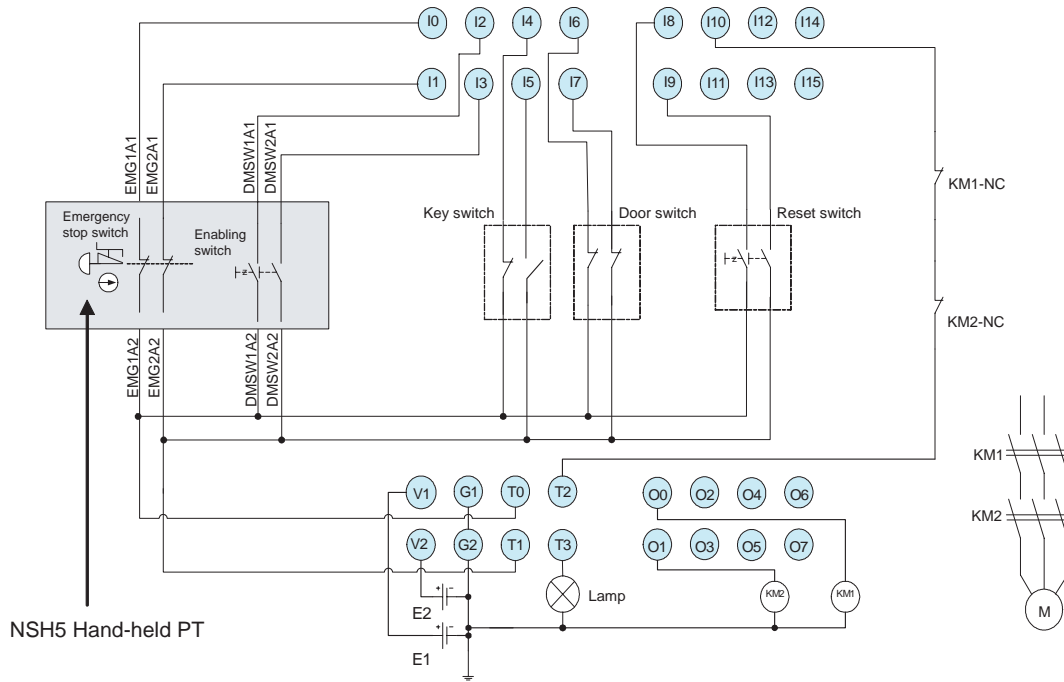 I0 I2 I4 I6 I8 I10 I12 I14
I1 I3 I5 I7 I9 I11 I13 I15
EMG1A1
EMG2A1
DMSW1A1
DMSW2A1
KM1-NC
Emergency
stop switch
Enabling
switch
Key switch
Door switch
Reset switch
KM2-NC
EMG1A2
EMG2A2
DMSW1A2
DMSW2A2
KM1
KM2
V1 G1 T0 T2 O0 O2 O4 O6
V2 G2 T1 T3 O1 O3 O5 O7
E2
Lamp
KM2
KM1
M
NSH5 Hand-held PT
E1